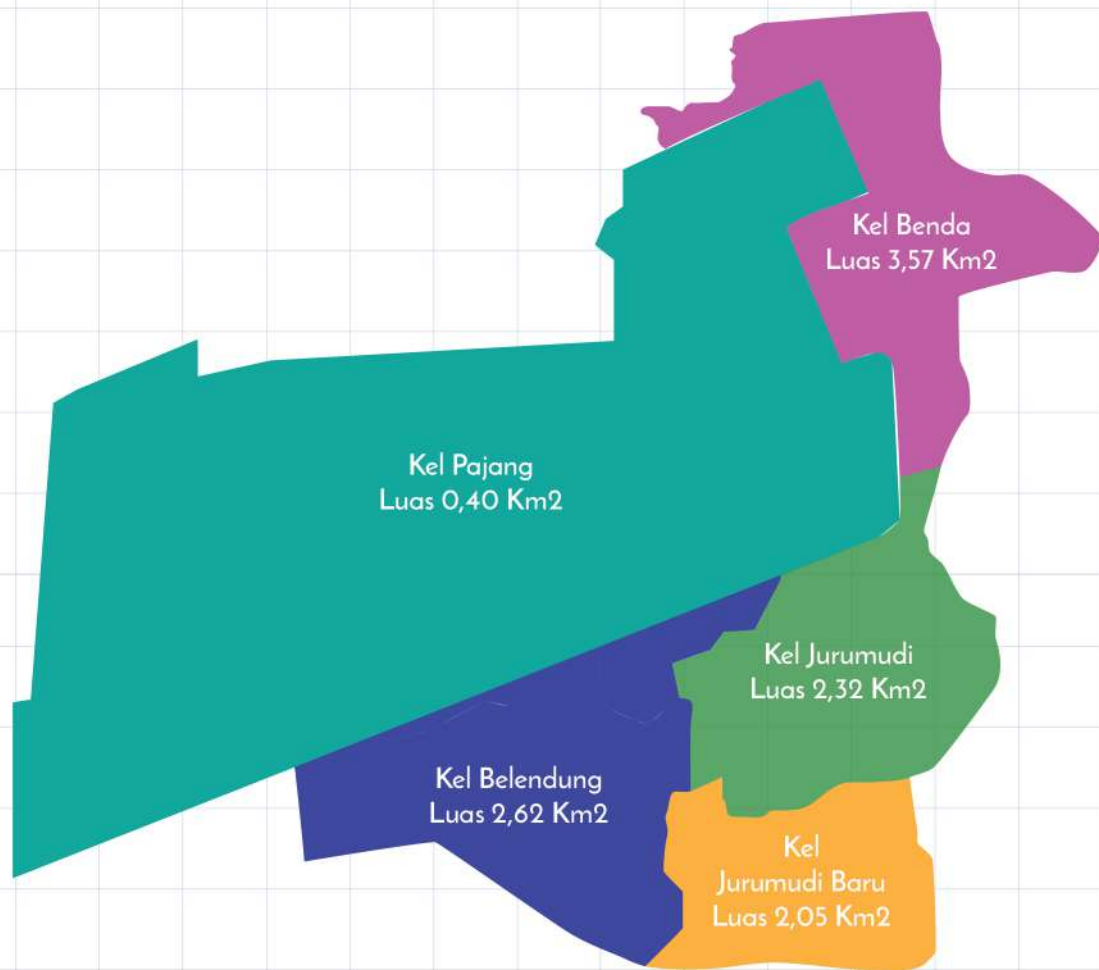 Kel Benda
Luas 3,57 Km2
Kel Pajang
Luas 0,40 Km2
Kel Jurumudi
Luas 2,32 Km2
Kel Belendung
Luas 2,62 Km2
Kel
Jurumudi Baru
Luas 2,05 Km2